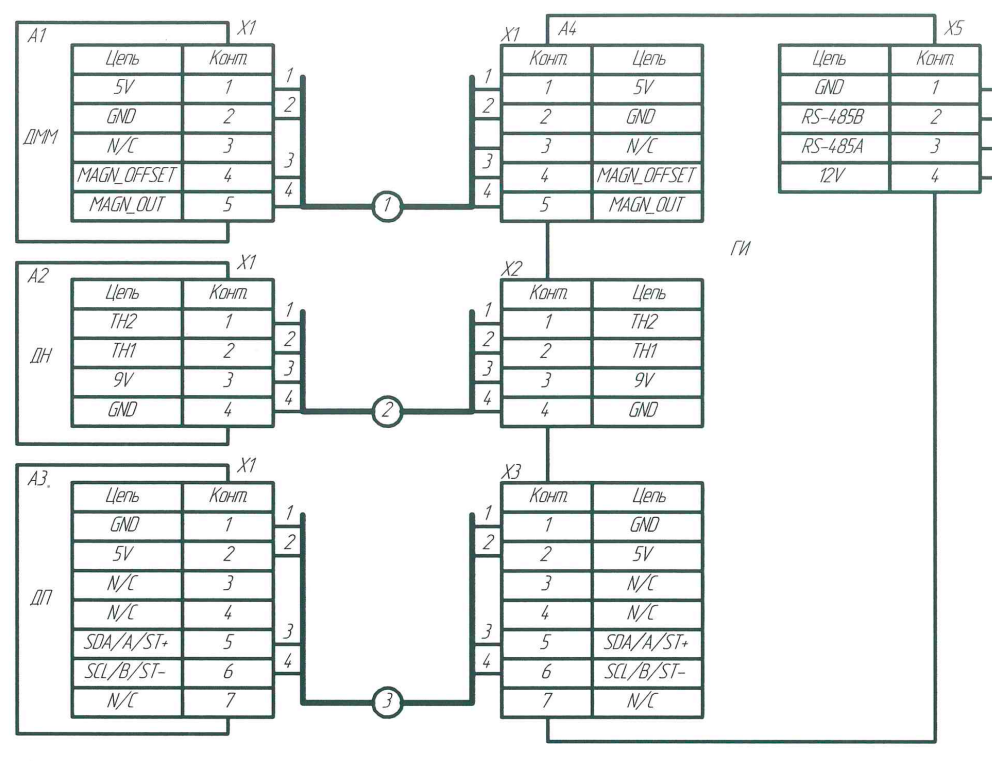 А1 X1
Цепь Конт.
5V 1 1
GND 2 2
N/C 3
MAGN_OFFSET 4 3
MAGN_OUT 5 4
ДММ
1
X1 А4
Конт. Цепь
1 1 5V
2 2 GND
3 N/C
3 4 MAGN_OFFSET
4 5 MAGN_OUT
X5
Цепь Конт.
GND 1
RS-485B 2
RS-485A 3
12V 4
ГИ
А2 X1
Цепь Конт.
TH2 1 1
TH1 2 2
9V 3 3
GND 4 4
ДН
2
X2
Конт. Цепь
1 1 TH2
2 2 TH1
3 3 9V
4 4 GND
А3 X1
Цепь Конт.
GND 1 1
5V 2 2
N/C 3
N/C 4
SDA/A/ST+ 5 3
SCL/B/ST- 6 4
N/C 7
ДП
3
X3
Конт. Цепь
1 1 GND
2 2 5V
3 N/C
4 N/C
3 5 SDA/A/ST+
4 6 SCL/B/ST-
7 N/C